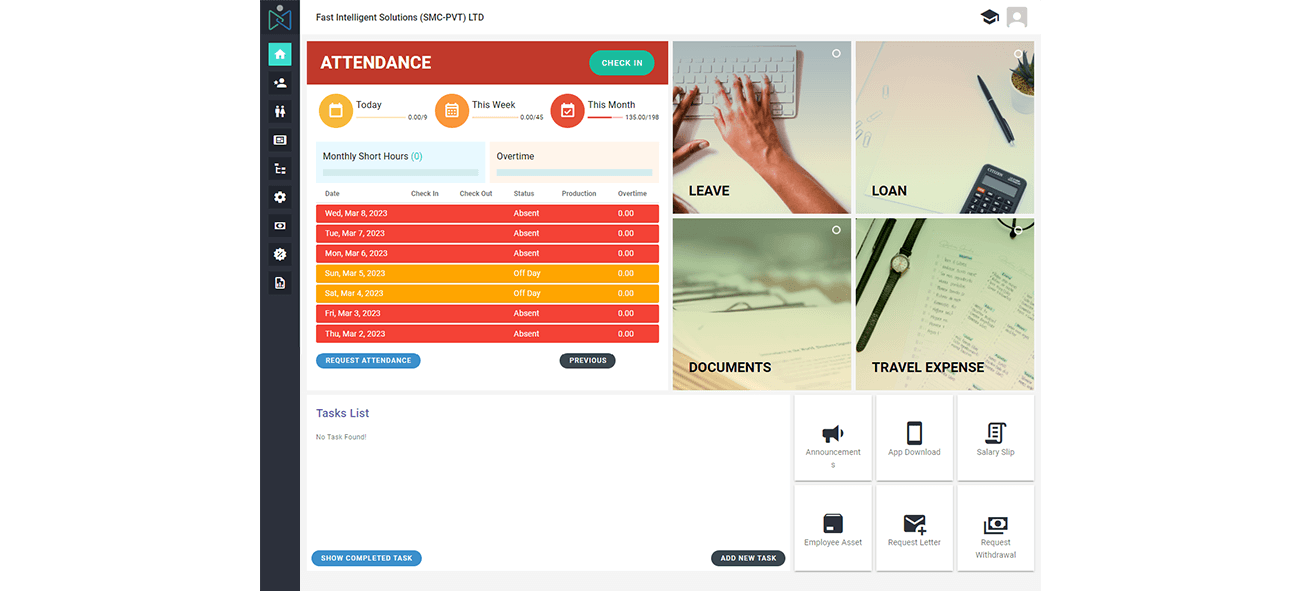 Fast Intelligent Solutions (SMC-PVT) LTD
ATTENDANCE
CHECK IN
Today
0.00/9
This Week
0.00/45
This Month
135.00/198
Monthly Short Hours (0)
Overtime
Date Check In Check Out Status Production Overtime
Wed, Mar 8, 2023 Absent 0.00
Tue, Mar 7, 2023 Absent 0.00
Mon, Mar 6, 2023 Absent 0.00
Sun, Mar 5, 2023 Off Day 0.00
Sat, Mar 4, 2023 Off Day 0.00
Fri, Mar 3, 2023 Absent 0.00
Thu, Mar 2, 2023 Absent 0.00
REQUEST ATTENDANCE
PREVIOUS
LEAVE
LOAN
DOCUMENTS
TRAVEL EXPENSE
Tasks List
No Task Found!
SHOW COMPLETED TASK
ADD NEW TASK
Announcement
s
App Download
Salary Slip
Employee Asset
Request Letter
Request
Withdrawal